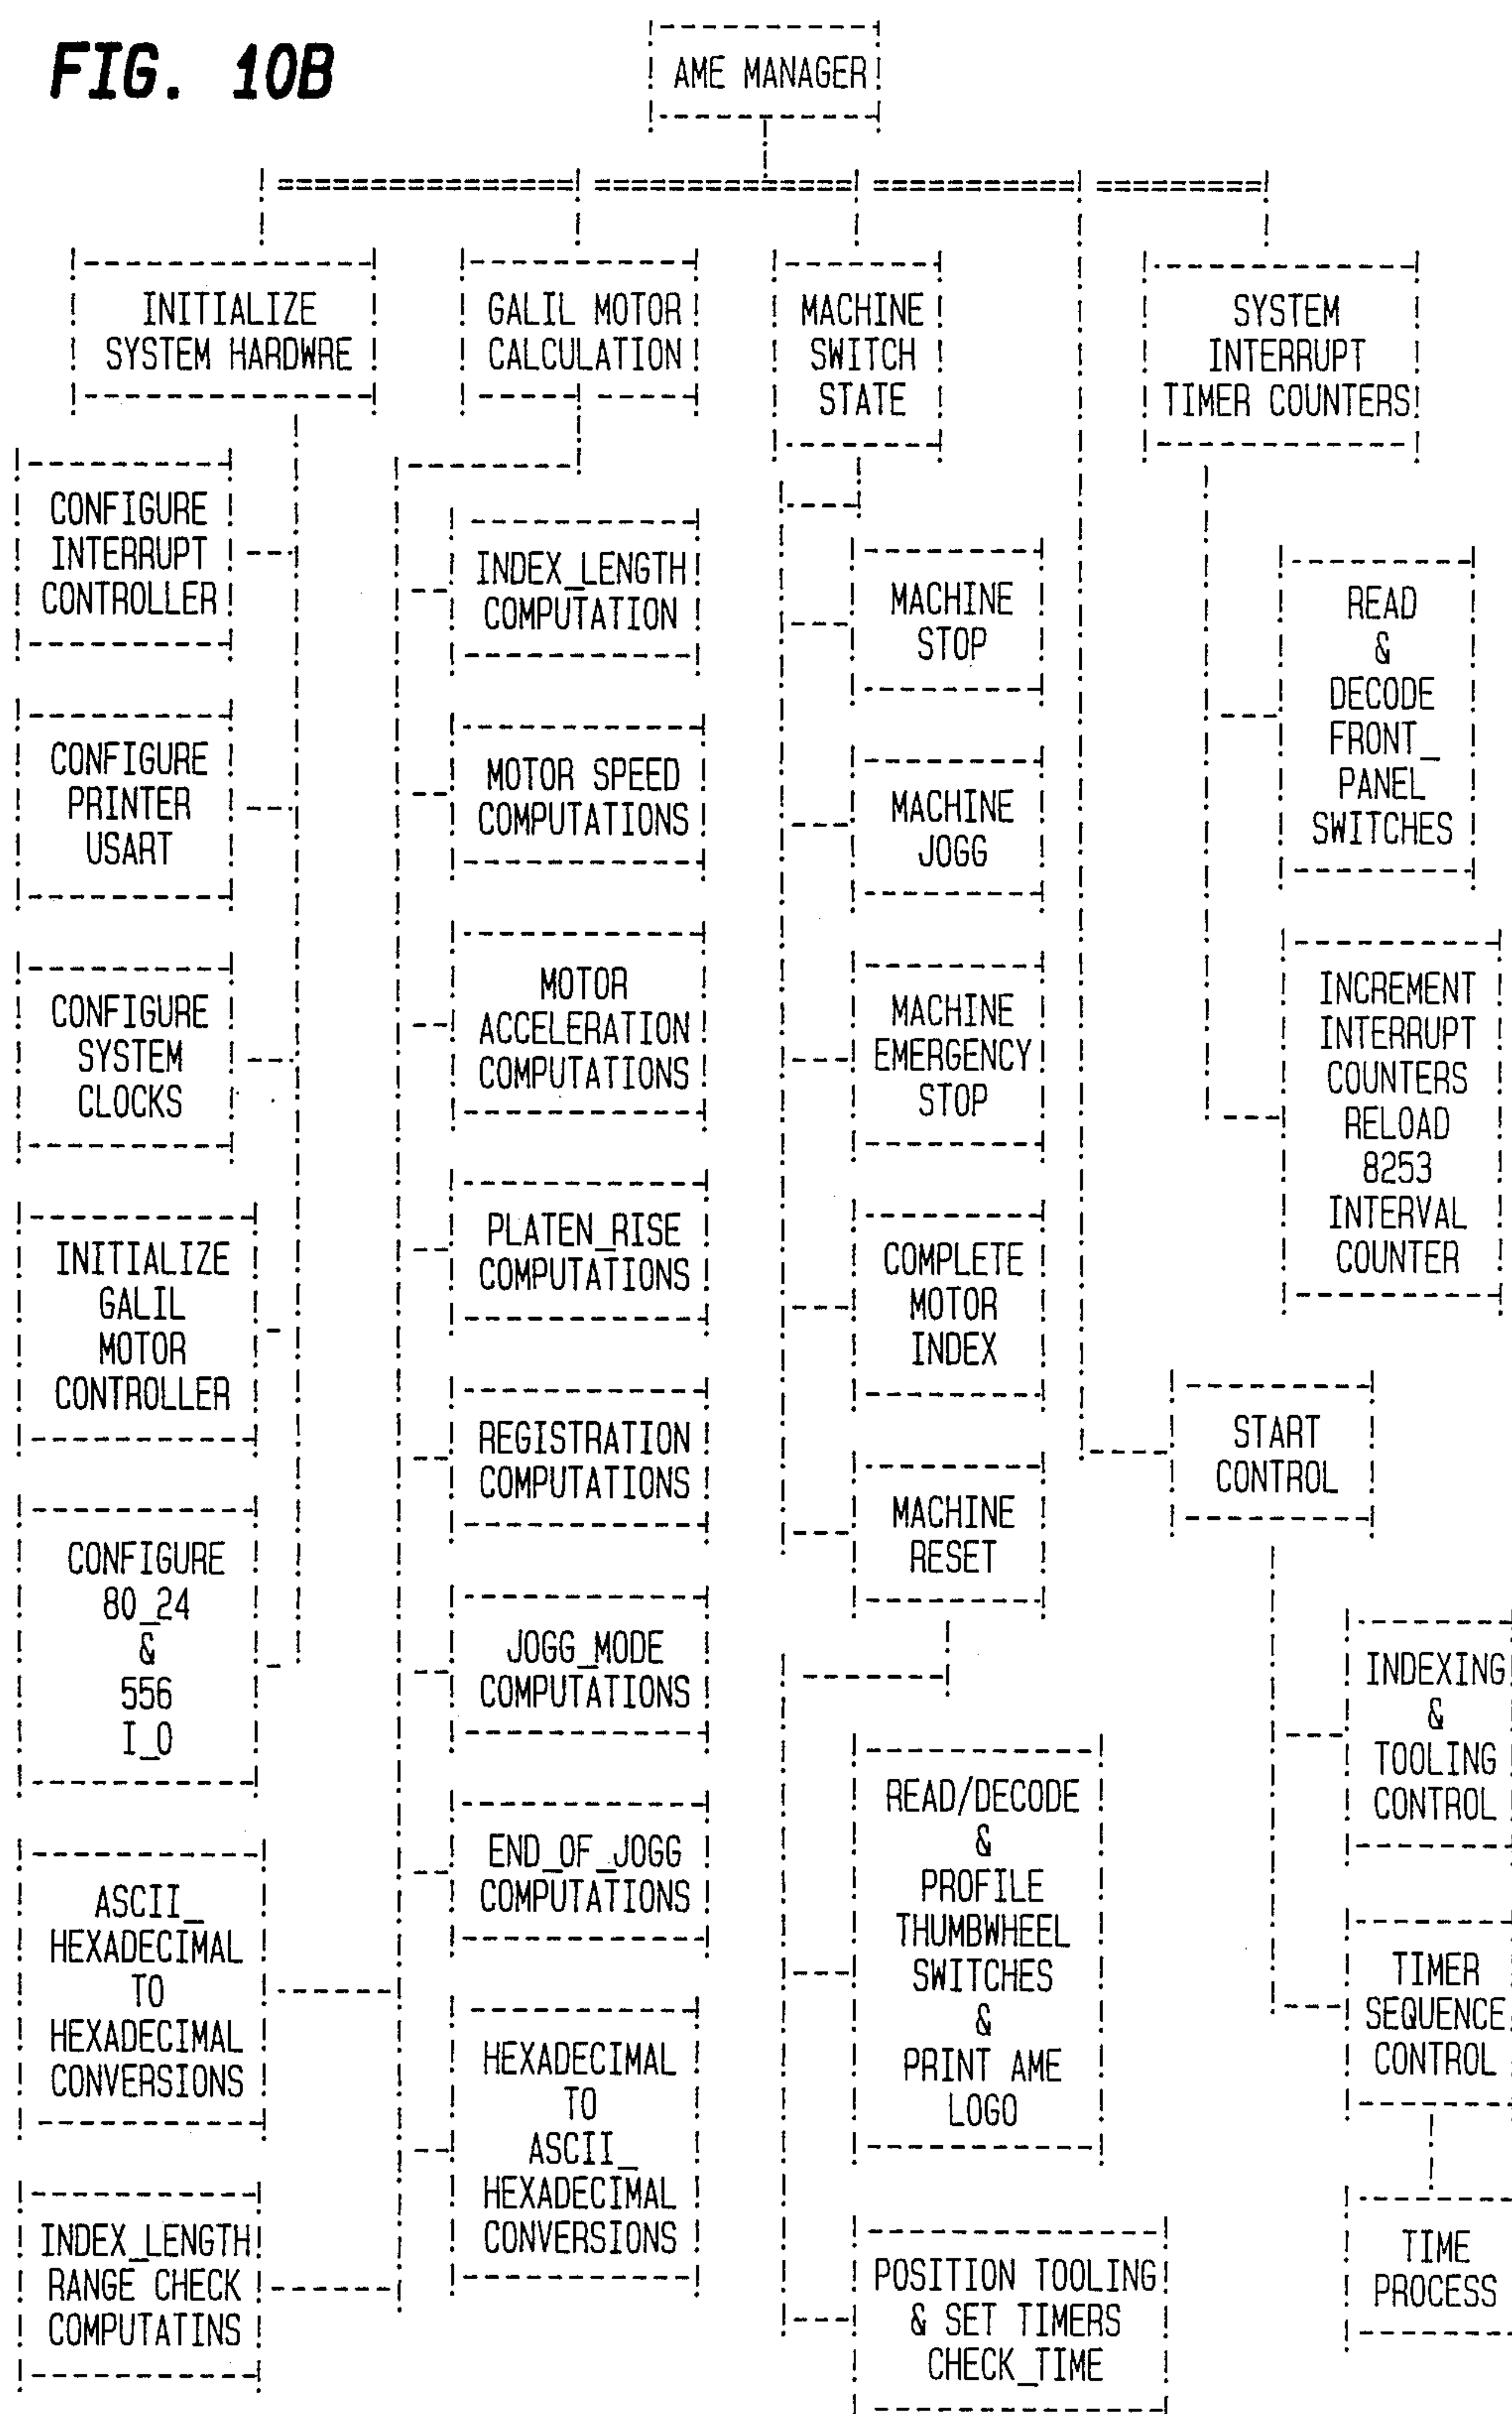 FIG. 10B
AME MANAGER
INITIALIZE
SYSTEM HARDWRE
GALIL MOTOR
CALCULATION
MACHINE
SWITCH
STATE
SYSTEM
INTERRUPT
TIMER COUNTERS
CONFIGURE
INTERRUPT
CONTROLLER
CONFIGURE
PRINTER
USART
CONFIGURE
SYSTEM
CLOCKS
INITIALIZE
GALIL
MOTOR
CONTROLLER
CONFIGURE
80_24
&
556
I_O
ASCII_
HEXADECIMAL
TO
HEXADECIMAL
CONVERSIONS
INDEX_LENGTH
RANGE CHECK
COMPUTATINS
INDEX_LENGTH
COMPUTATION
MOTOR SPEED
COMPUTATIONS
MOTOR
ACCELERATION
COMPUTATIONS
PLATEN_RISE
COMPUTATIONS
REGISTRATION
COMPUTATIONS
JOGG_MODE
COMPUTATIONS
END_OF_JOGG
COMPUTATIONS
HEXADECIMAL
TO
ASCII_
HEXADECIMAL
CONVERSIONS
MACHINE
STOP
MACHINE
JOGG
MACHINE
EMERGENCY
STOP
COMPLETE
MOTOR
INDEX
MACHINE
RESET
READ/DECODE
&
PROFILE
THUMBWHEEL
SWITCHES
&
PRINT AME
LOGO
POSITION TOOLING
& SET TIMERS
CHECK_TIME
READ
&
DECODE
FRONT_
PANEL
SWITCHES
INCREMENT
INTERRUPT
COUNTERS
RELOAD
8253
INTERVAL
COUNTER
START
CONTROL
INDEXING
&
TOOLING
CONTROL
TIMER
SEQUENCE
CONTROL
TIME
PROCESS